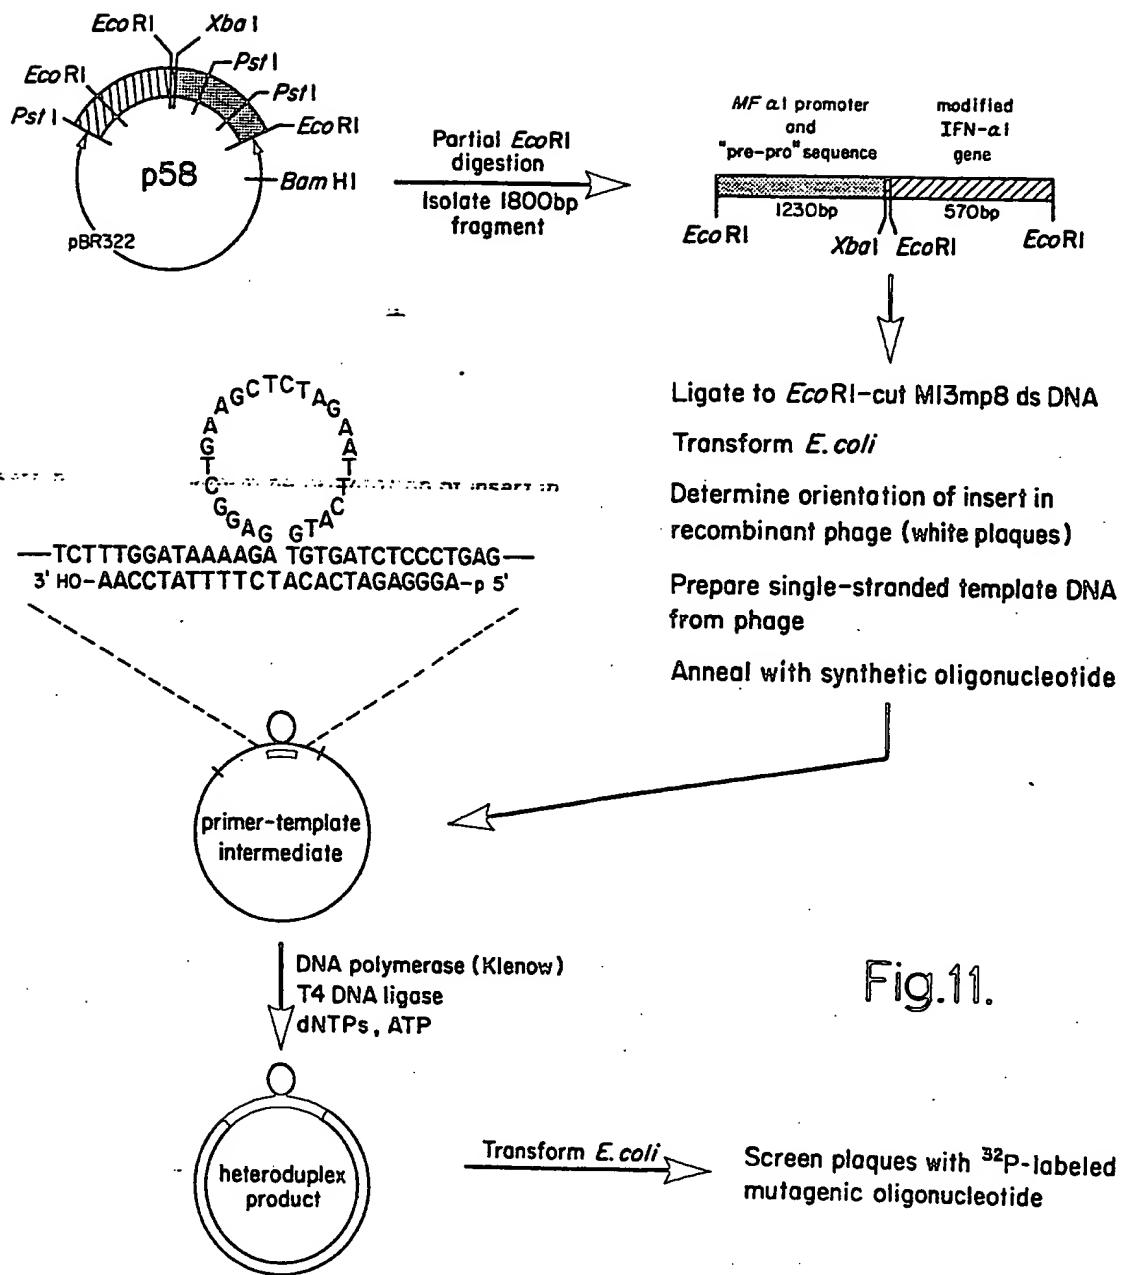 EcoRI
XbaI
PstI
EcoRI
PstI
PstI
EcoRI
p58
BamHI
pBR322
Partial EcoRI
digestion
Isolate 1800bp
fragment
MF α1 promoter
and
"pre-pro" sequence
modified
IFN-α1
gene
1230bp
570bp
EcoRI
XbaI
EcoRI
EcoRI
Ligate to EcoRI-cut M13mp8 ds DNA
Transform E. coli
Determine orientation of insert in
recombinant phage (white plaques)
Prepare single-stranded template DNA
from phage
Anneal with synthetic oligonucleotide
GAGGCTGAAGCTCTAGAATTCATG
—TCTTTGGATAAAAGA TGTGATCTCCCTGAG—
3' HO-AACCTATTTTCTACACTAGAGGGA-p 5'
primer-template
intermediate
DNA polymerase (Klenow)
T4 DNA ligase
dNTPs, ATP
Fig.11.
heteroduplex
product
Transform E. coli
Screen plaques with ³²P-labeled
mutagenic oligonucleotide